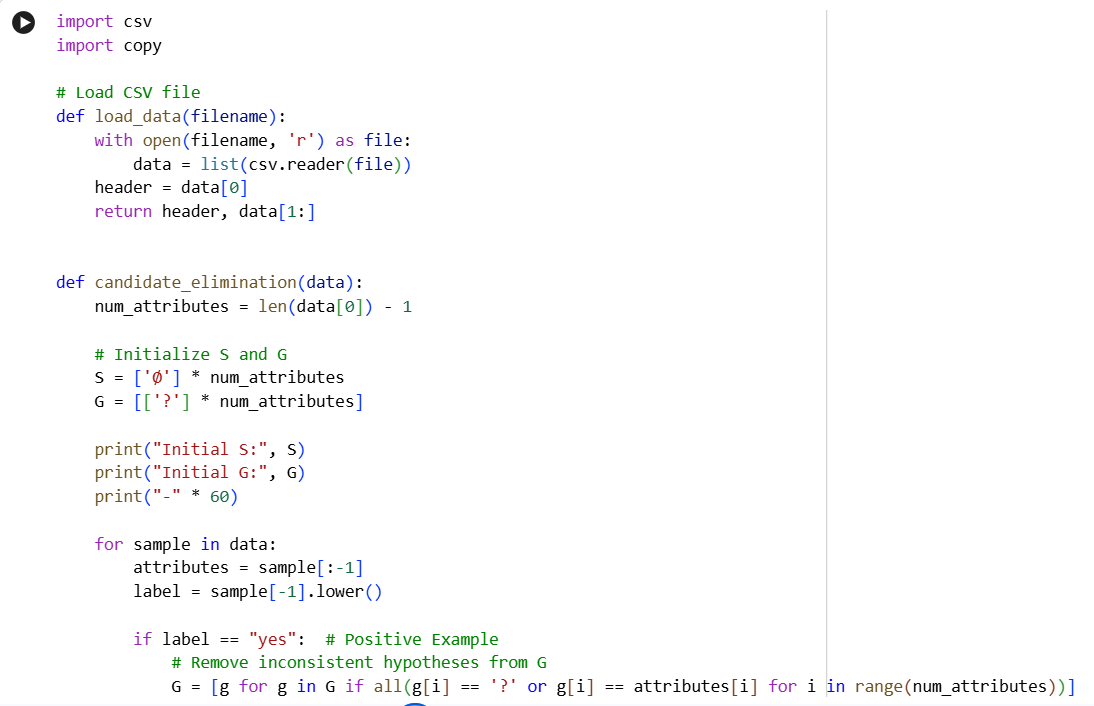 import csv
import copy
# Load CSV file
def load_data(filename):
    with open(filename, 'r') as file:
        data = list(csv.reader(file))
    header = data[0]
    return header, data[1:]
def candidate_elimination(data):
    num_attributes = len(data[0]) - 1
    # Initialize S and G
    S = ['Ø'] * num_attributes
    G = [['?'] * num_attributes]
    print("Initial S:", S)
    print("Initial G:", G)
    print("-" * 60)
    for sample in data:
        attributes = sample[:-1]
        label = sample[-1].lower()
        if label == "yes":  # Positive Example
            # Remove inconsistent hypotheses from G
            G = [g for g in G if all(g[i] == '?' or g[i] == attributes[i] for i in range(num_attributes))]